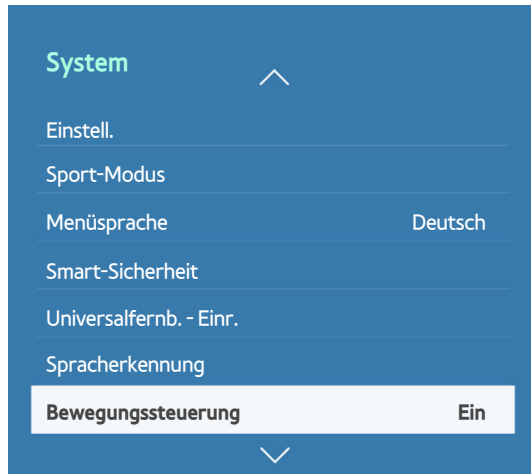 System
Einstell.
Sport-Modus
Menüsprache Deutsch
Smart-Sicherheit
Universalfernb. - Einr.
Spracherkennung
Bewegungssteuerung Ein